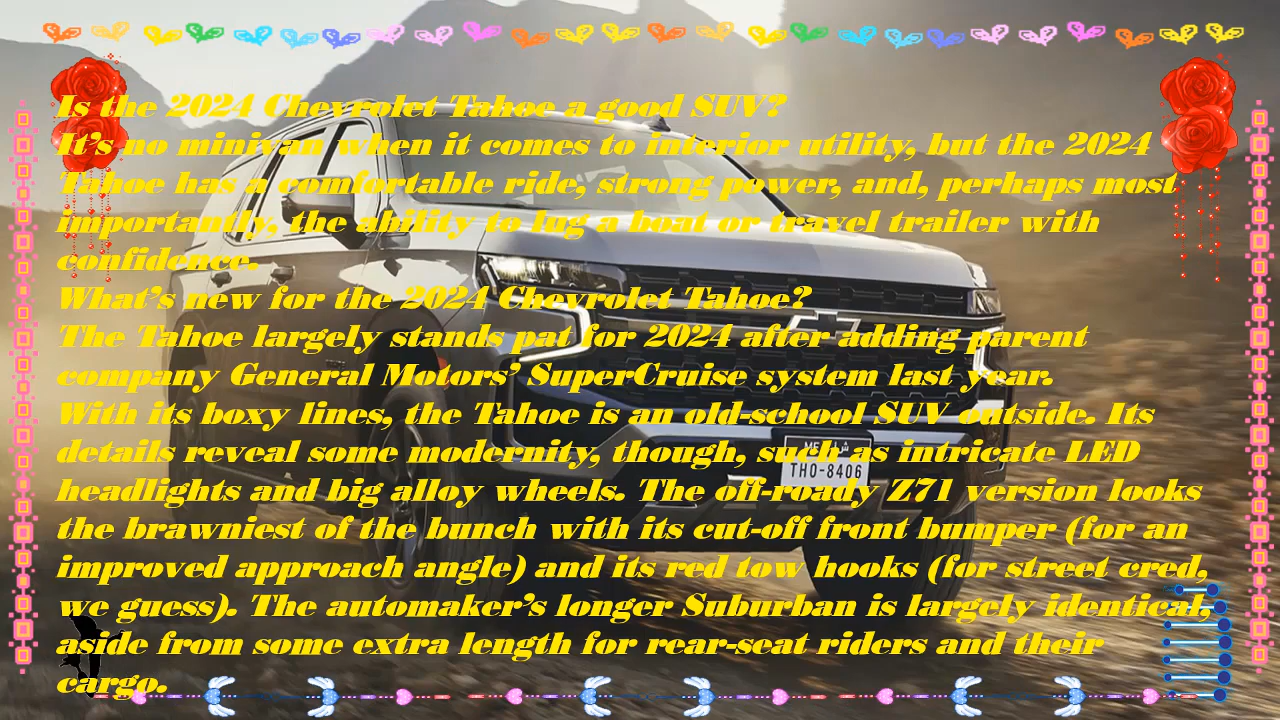 Is the 2024 Chevrolet Tahoe a good SUV?
It's no minivan when it comes to interior utility, but the 2024
Tahoe has a comfortable ride, strong power, and, perhaps most
importantly, the ability to lug a boat or travel trailer with
confidence.
What's new for the 2024 Chevrolet Tahoe?
The Tahoe largely stands pat for 2024 after adding parent
company General Motors' SuperCruise system last year.
With its boxy lines, the Tahoe is an old-school SUV outside. Its
details reveal some modernity, though, such as intricate LED
headlights and big alloy wheels. The off-roady Z71 version looks
the brawniest of the bunch with its cut-off front bumper (for an
improved approach angle) and its red tow hooks (for street cred,
we guess). The automaker's longer Suburban is largely identical,
aside from some extra length for rear-seat riders and their
cargo.
THO-8406